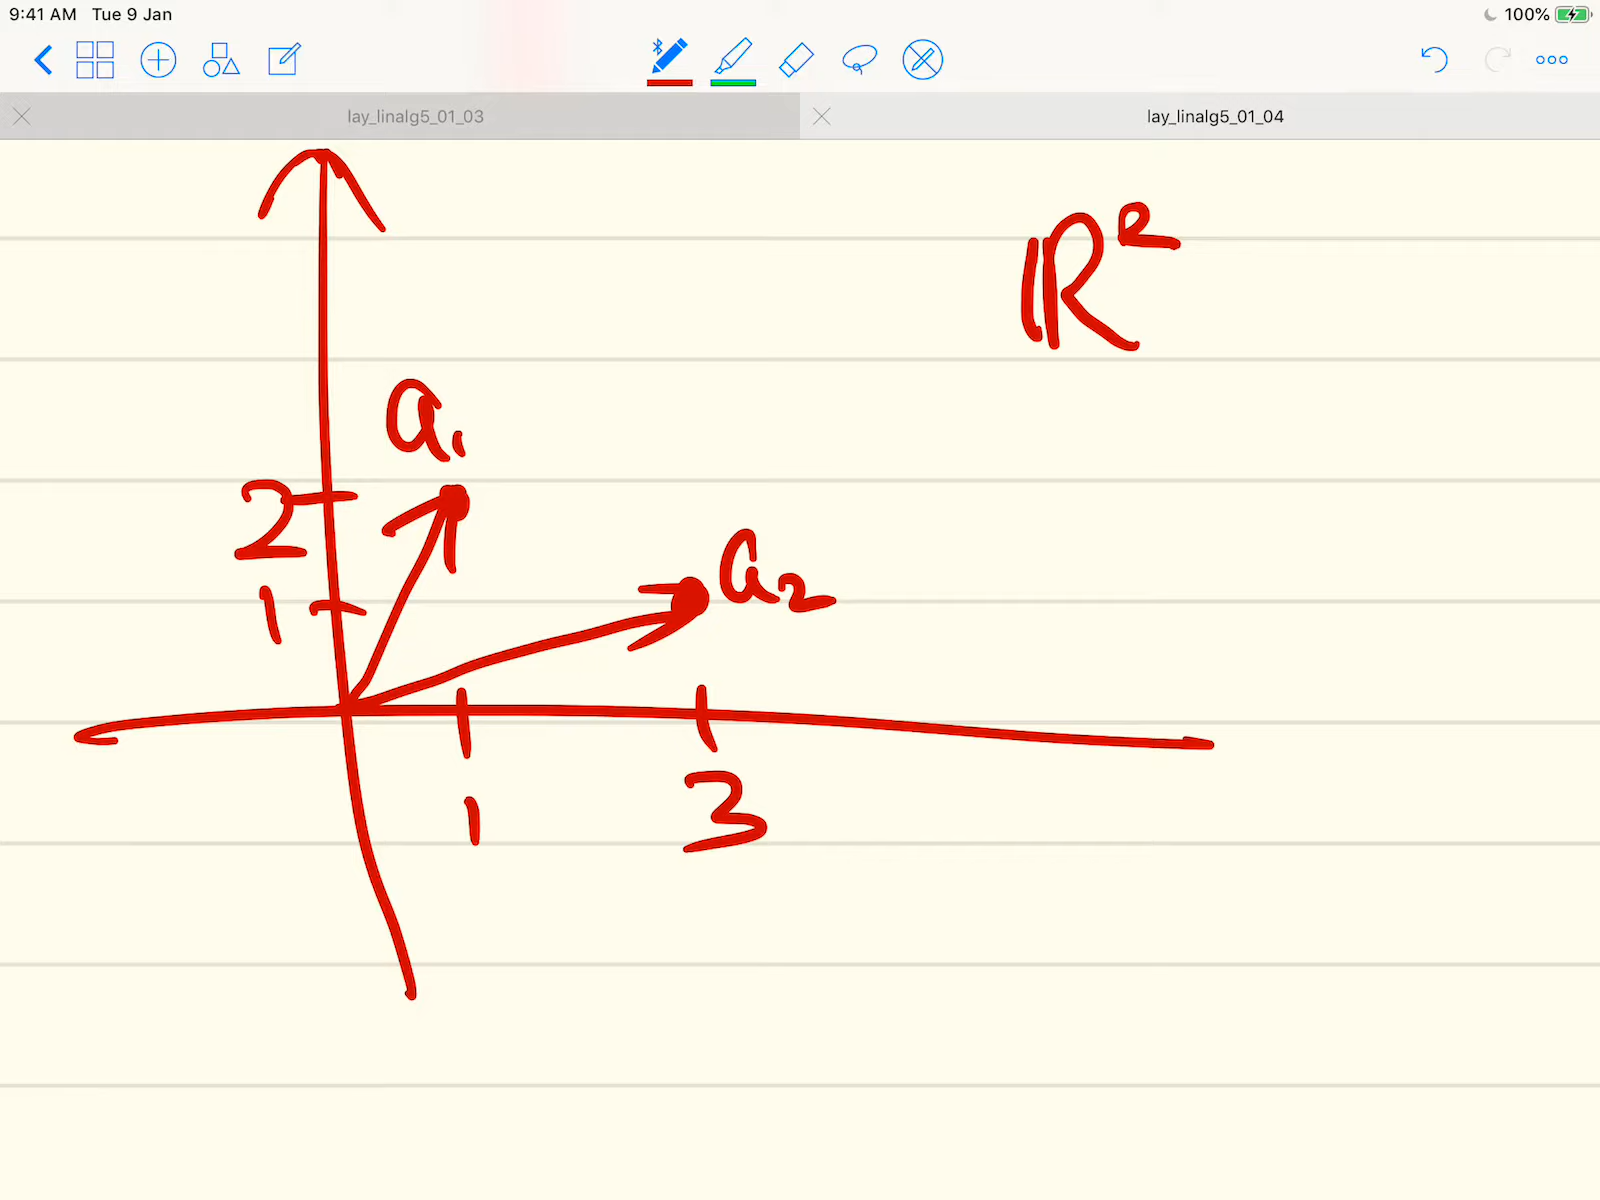 9:41 AM Tue 9 Jan 100%
lay_linalg5_01_03 lay_linalg5_01_04
ℝ²
a₁
2
a₂
1
1 3